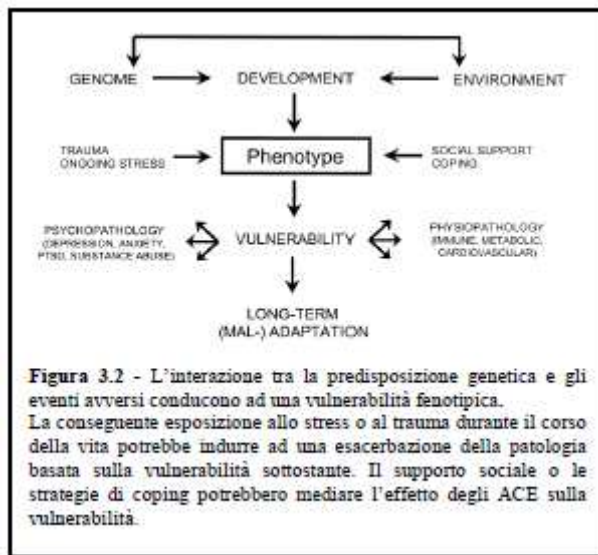 GENOME DEVELOPMENT ENVIRONMENT
TRAUMA
ONGOING STRESS
Phenotype
SOCIAL SUPPORT
COPING
PSYCHOPATHOLOGY
(DEPRESSION, ANXIETY,
PTSD, SUBSTANCE ABUSE)
VULNERABILITY
PHYSIOPATHOLOGY
(IMMUNE, METABOLIC,
CARDIOVASCULAR)
LONG-TERM
(MAL-) ADAPTATION
Figura 3.2 - L'interazione tra la predisposizione genetica e gli
eventi avversi conducono ad una vulnerabilità fenotipica.
La conseguente esposizione allo stress o al trauma durante il corso
della vita potrebbe indurre ad una esacerbazione della patologia
basata sulla vulnerabilità sottostante. Il supporto sociale o le
strategie di coping potrebbero mediare l'effetto degli ACE sulla
vulnerabilità.